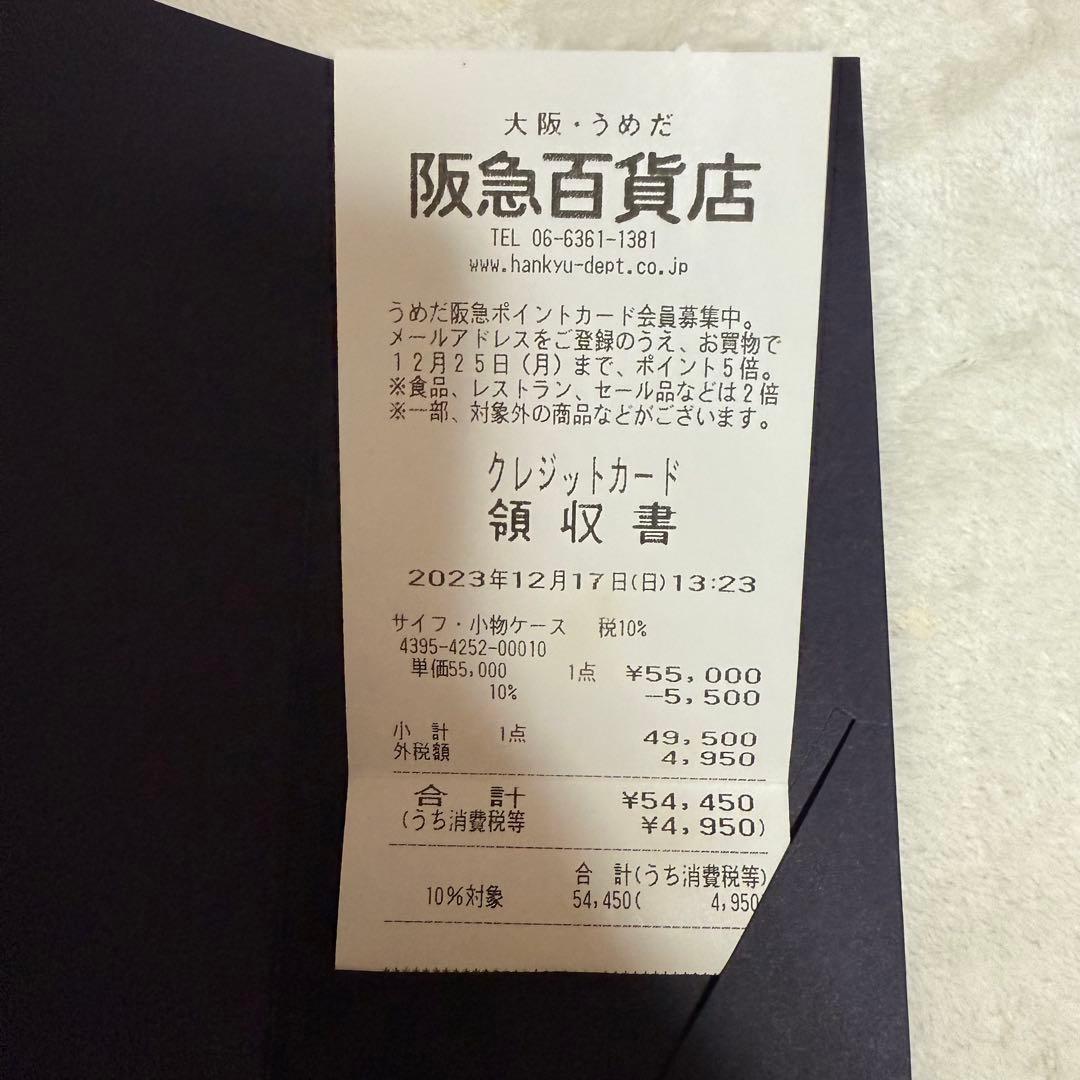 大阪・うめだ
阪急百貨店
TEL 06-6361-1381
www.hankyu-dept.co.jp
うめだ阪急ポイントカード会員募集中。
メールアドレスをご登録のうえ、お買物で
12月25日(月)まで、ポイント5倍。
※食品、レストラン、セール品などは2倍
※一部、対象外の商品などがございます。
クレジットカード
領収書
2023年12月17日(日)13:23
サイフ・小物ケース 税10%
4395-4252-00010
単価55,000 1点 ¥55,000
10% -5,500
小計 1点 49,500
外税額 4,950
合計 ¥54,450
(うち消費税等 ¥4,950)
合計(うち消費税等)
10%対象 54,450( 4,950